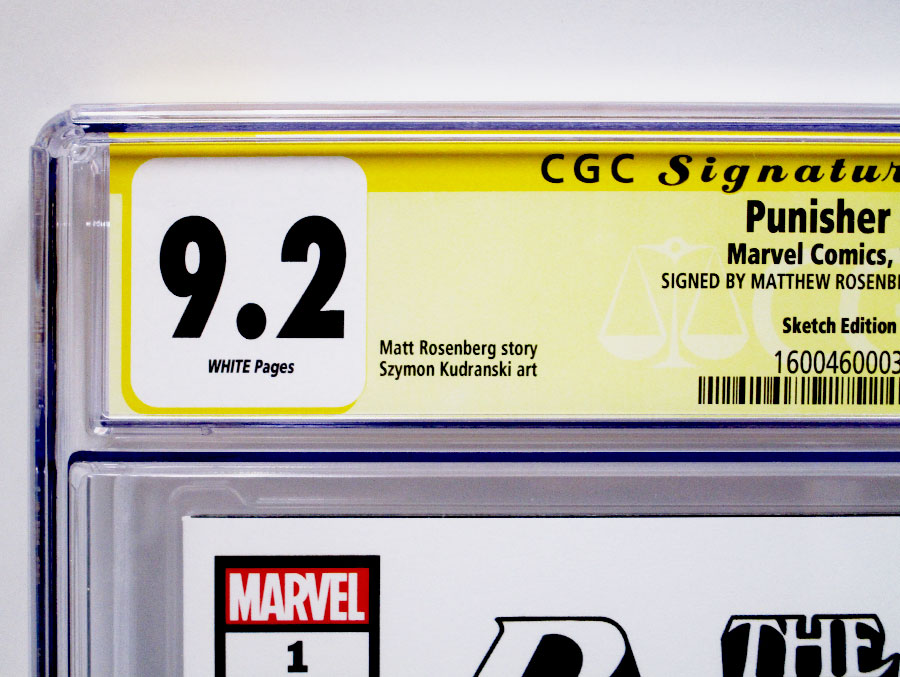 CGC Signatur
9.2
WHITE Pages
Punisher
Marvel Comics,
SIGNED BY MATTHEW ROSENB
Matt Rosenberg story
Szymon Kudranski art
Sketch Edition
1600460003
MARVEL
1
THE